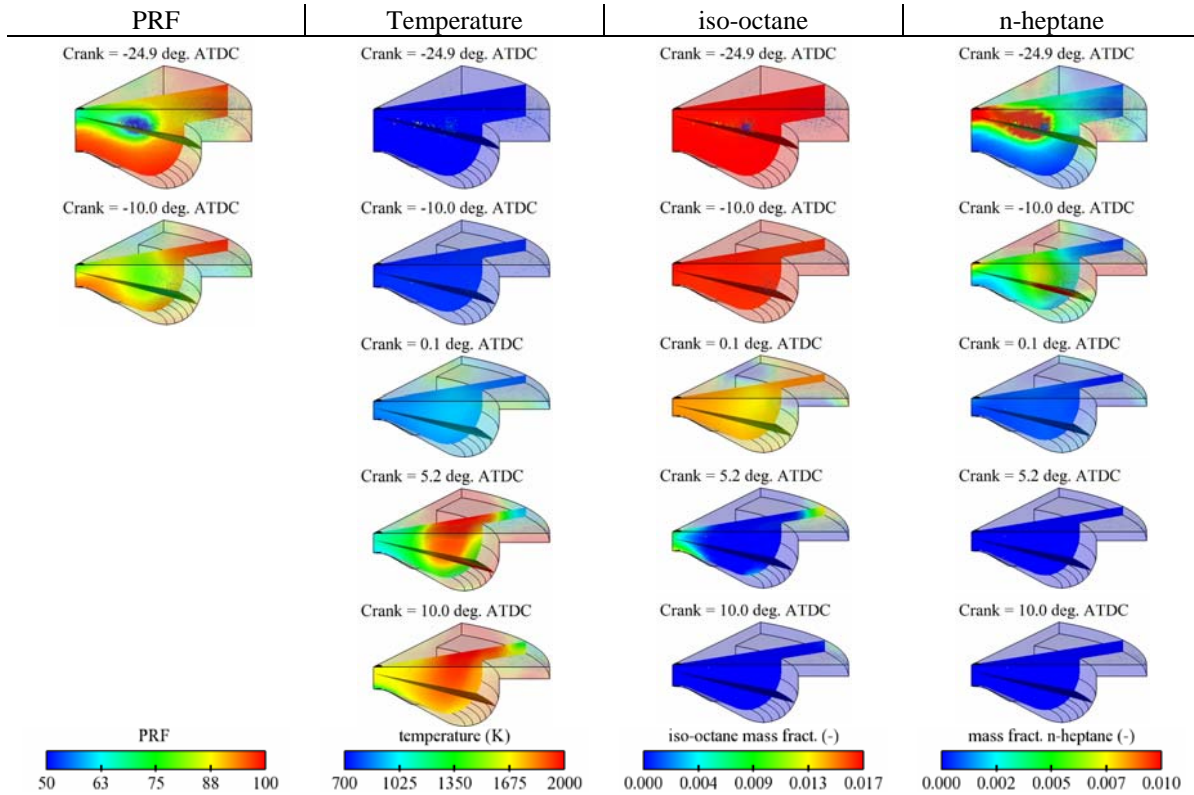 PRF Temperature iso-octane n-heptane
Crank = -24.9 deg. ATDC Crank = -24.9 deg. ATDC Crank = -24.9 deg. ATDC Crank = -24.9 deg. ATDC
Crank = -10.0 deg. ATDC Crank = -10.0 deg. ATDC Crank = -10.0 deg. ATDC Crank = -10.0 deg. ATDC
Crank = 0.1 deg. ATDC Crank = 0.1 deg. ATDC Crank = 0.1 deg. ATDC
Crank = 5.2 deg. ATDC Crank = 5.2 deg. ATDC Crank = 5.2 deg. ATDC
Crank = 10.0 deg. ATDC Crank = 10.0 deg. ATDC Crank = 10.0 deg. ATDC
PRF temperature (K) iso-octane mass fract. (-) mass fract. n-heptane (-)
50 63 75 88 100 700 1025 1350 1675 2000 0.000 0.004 0.009 0.013 0.017 0.000 0.002 0.005 0.007 0.010